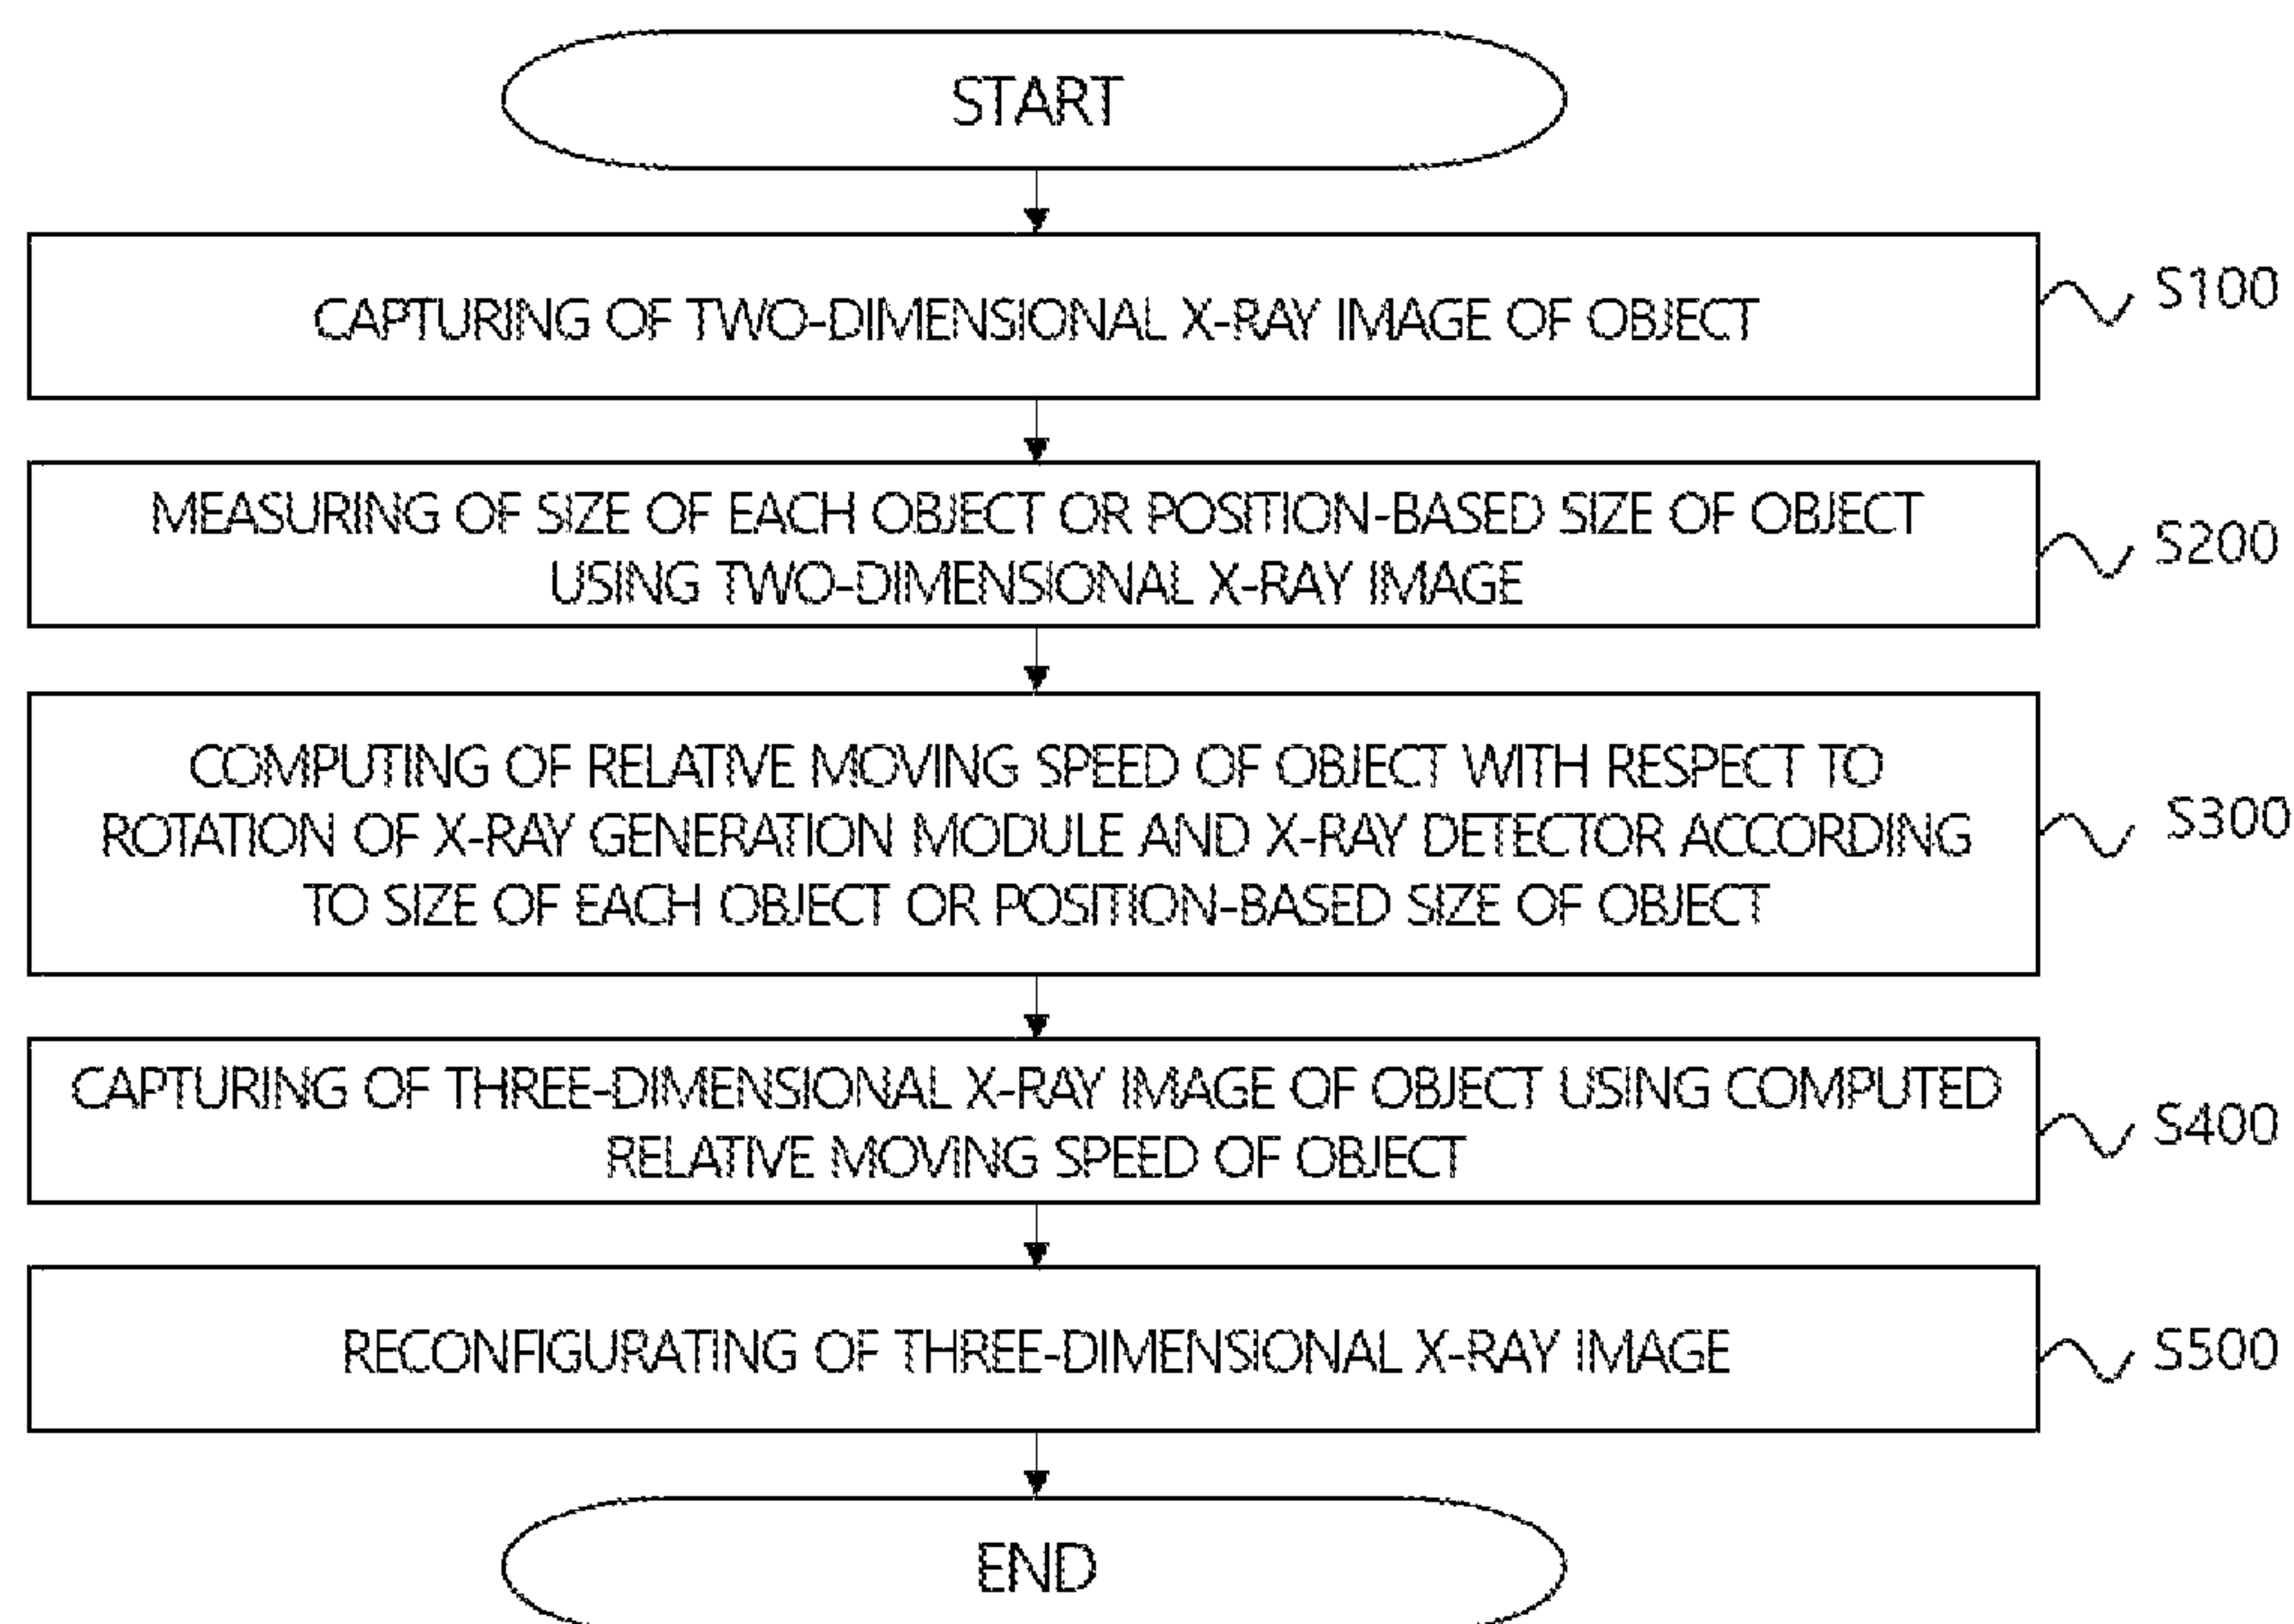 START
CAPTURING OF TWO-DIMENSIONAL X-RAY IMAGE OF OBJECT
S100
MEASURING OF SIZE OF EACH OBJECT OR POSITION-BASED SIZE OF OBJECT
USING TWO-DIMENSIONAL X-RAY IMAGE
S200
COMPUTING OF RELATIVE MOVING SPEED OF OBJECT WITH RESPECT TO
ROTATION OF X-RAY GENERATION MODULE AND X-RAY DETECTOR ACCORDING
TO SIZE OF EACH OBJECT OR POSITION-BASED SIZE OF OBJECT
S300
CAPTURING OF THREE-DIMENSIONAL X-RAY IMAGE OF OBJECT USING COMPUTED
RELATIVE MOVING SPEED OF OBJECT
S400
RECONFIGURATING OF THREE-DIMENSIONAL X-RAY IMAGE
S500
END